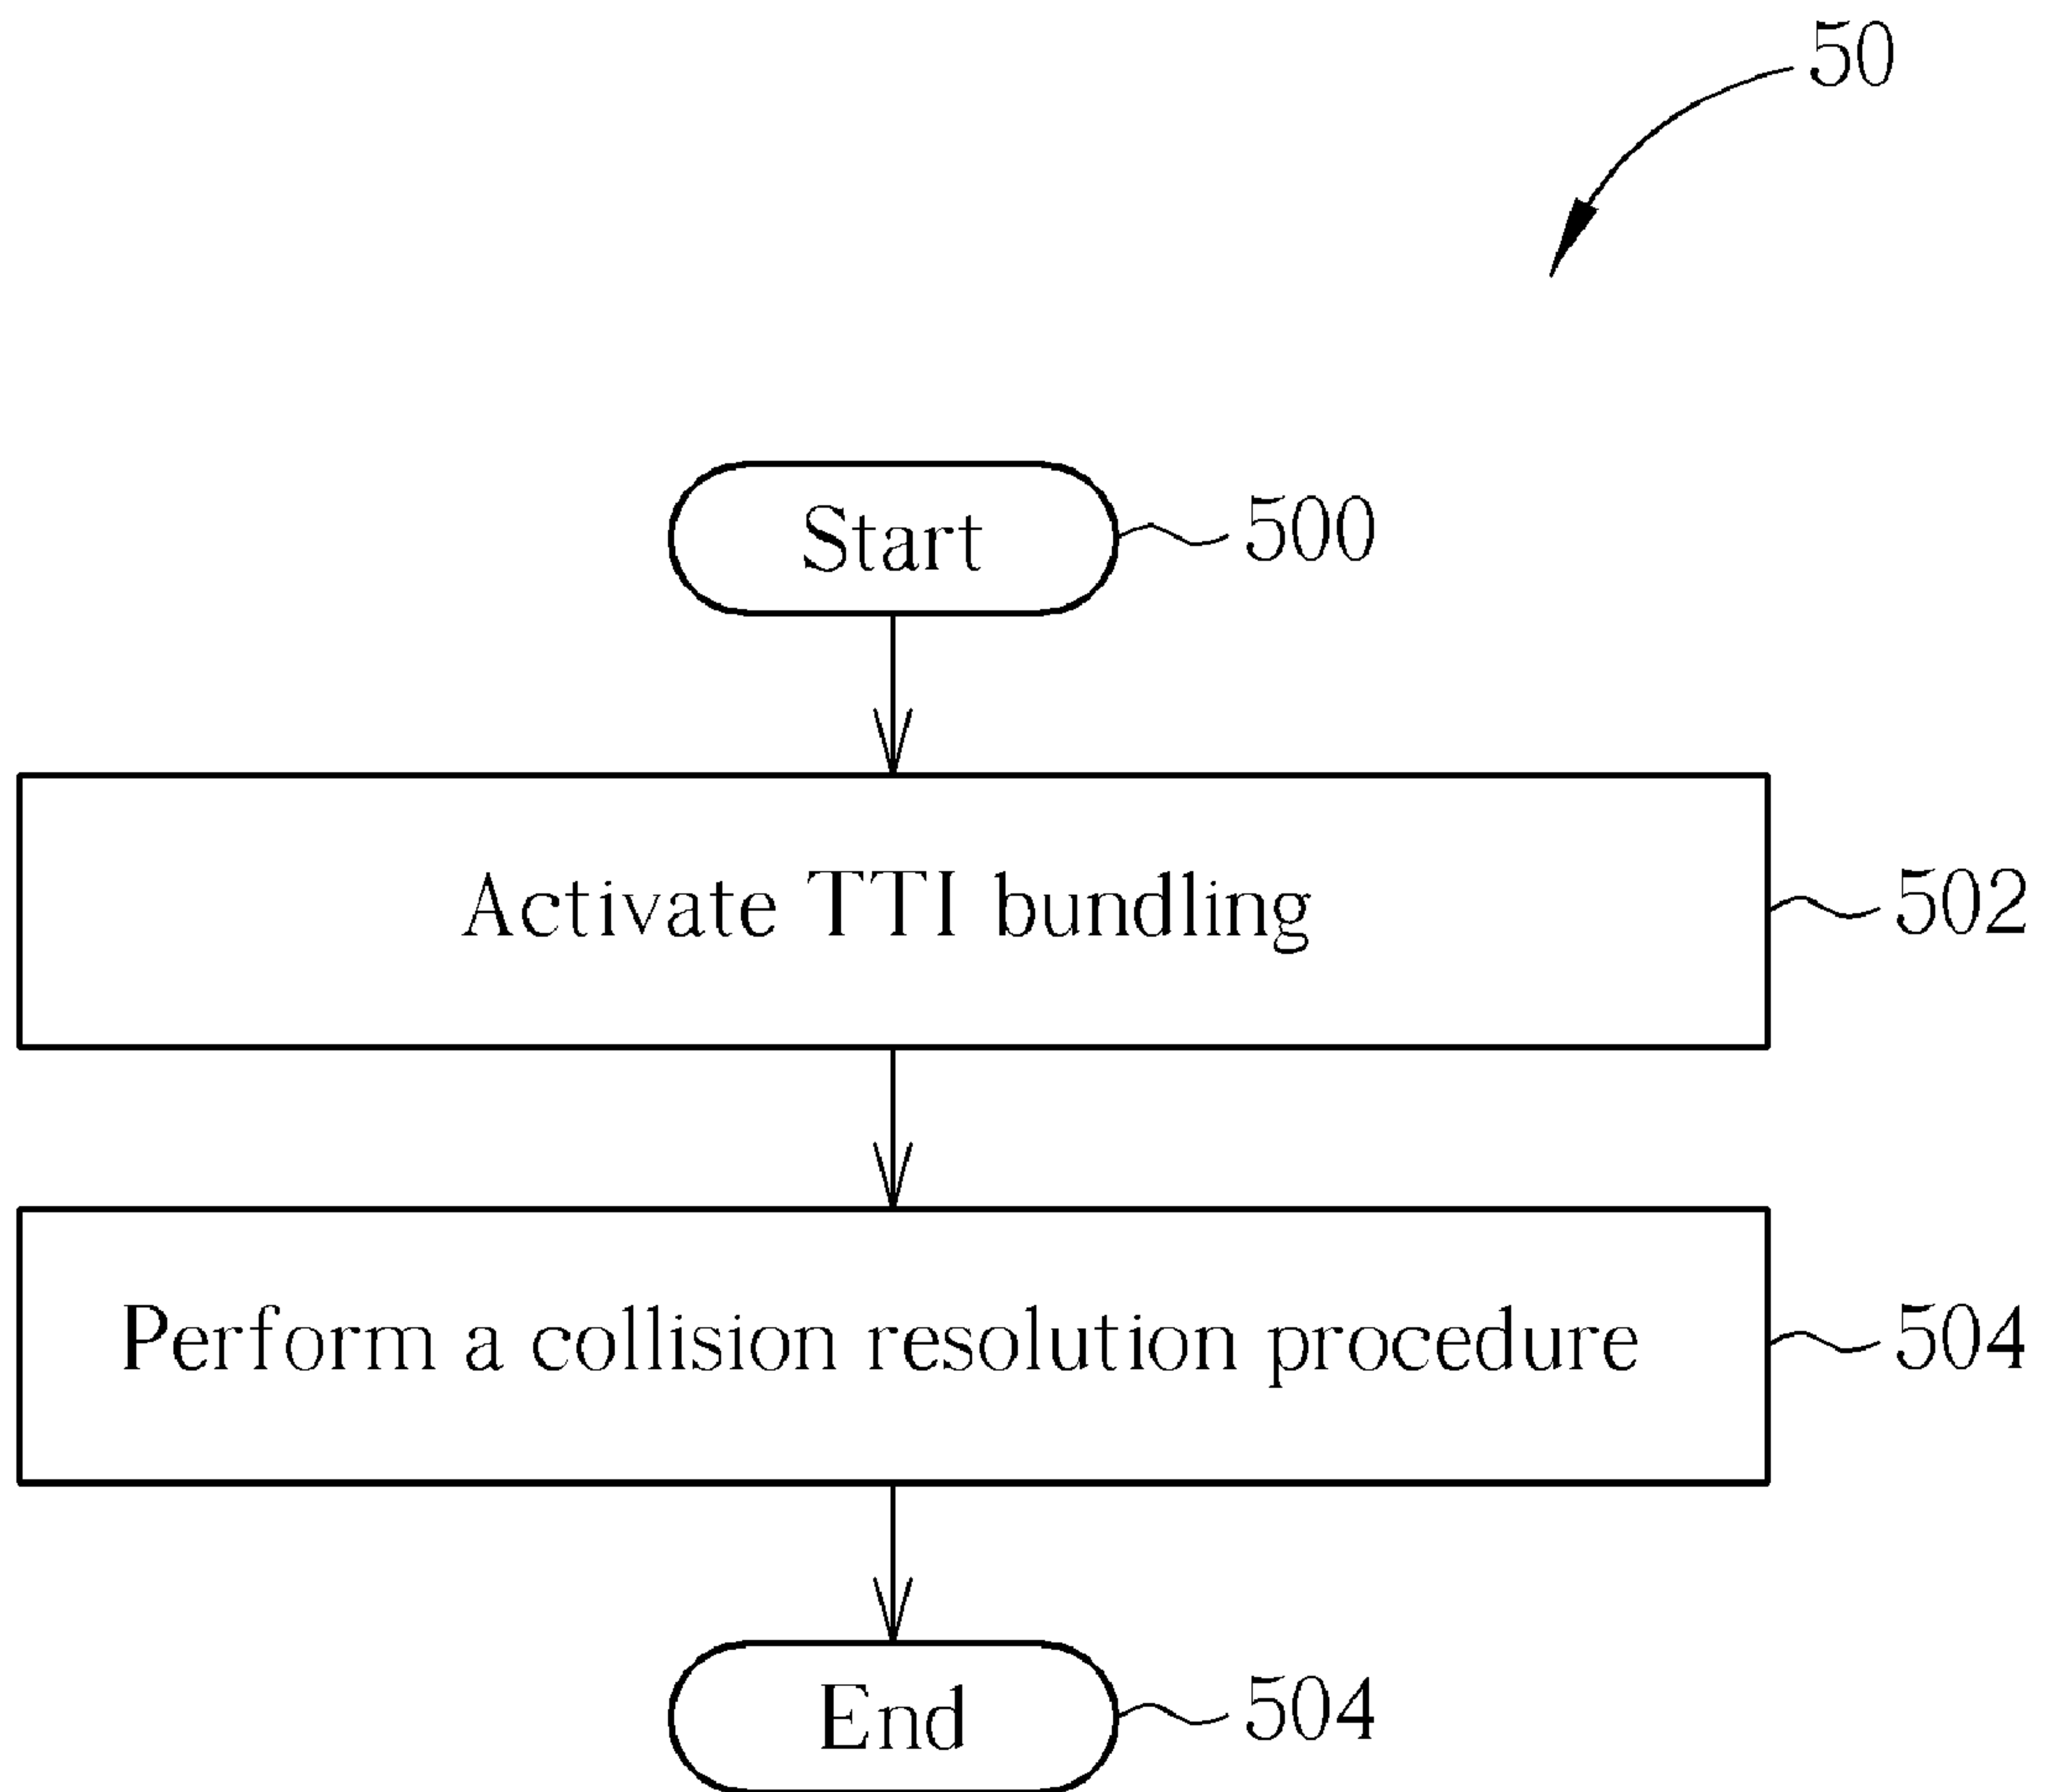 50
Start
500
Activate TTI bundling
502
Perform a collision resolution procedure
504
End
504